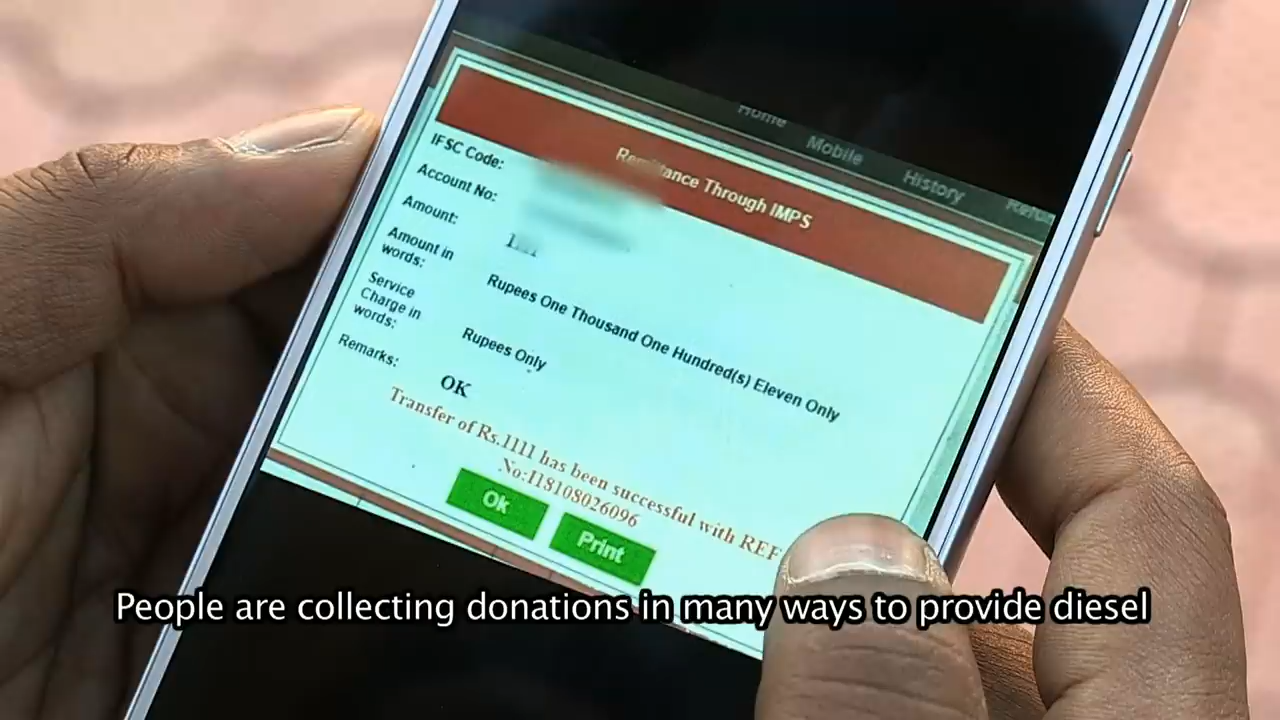 Home Mobile History
Remittance Through IMPS
IFSC Code:
Account No:
Amount:
Amount in words: Rupees One Thousand One Hundred(s) Eleven Only
Service Charge in words: Rupees Only
Remarks: OK
Transfer of Rs.1111 has been successful with REF
No:I18108026096
Ok Print
People are collecting donations in many ways to provide diesel